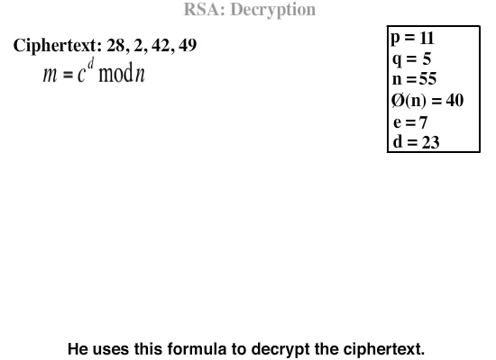 RSA: Decryption
Ciphertext: 28, 2, 42, 49
m = c^d mod n
p = 11
q = 5
n =55
Ø(n) = 40
e = 7
d = 23
He uses this formula to decrypt the ciphertext.